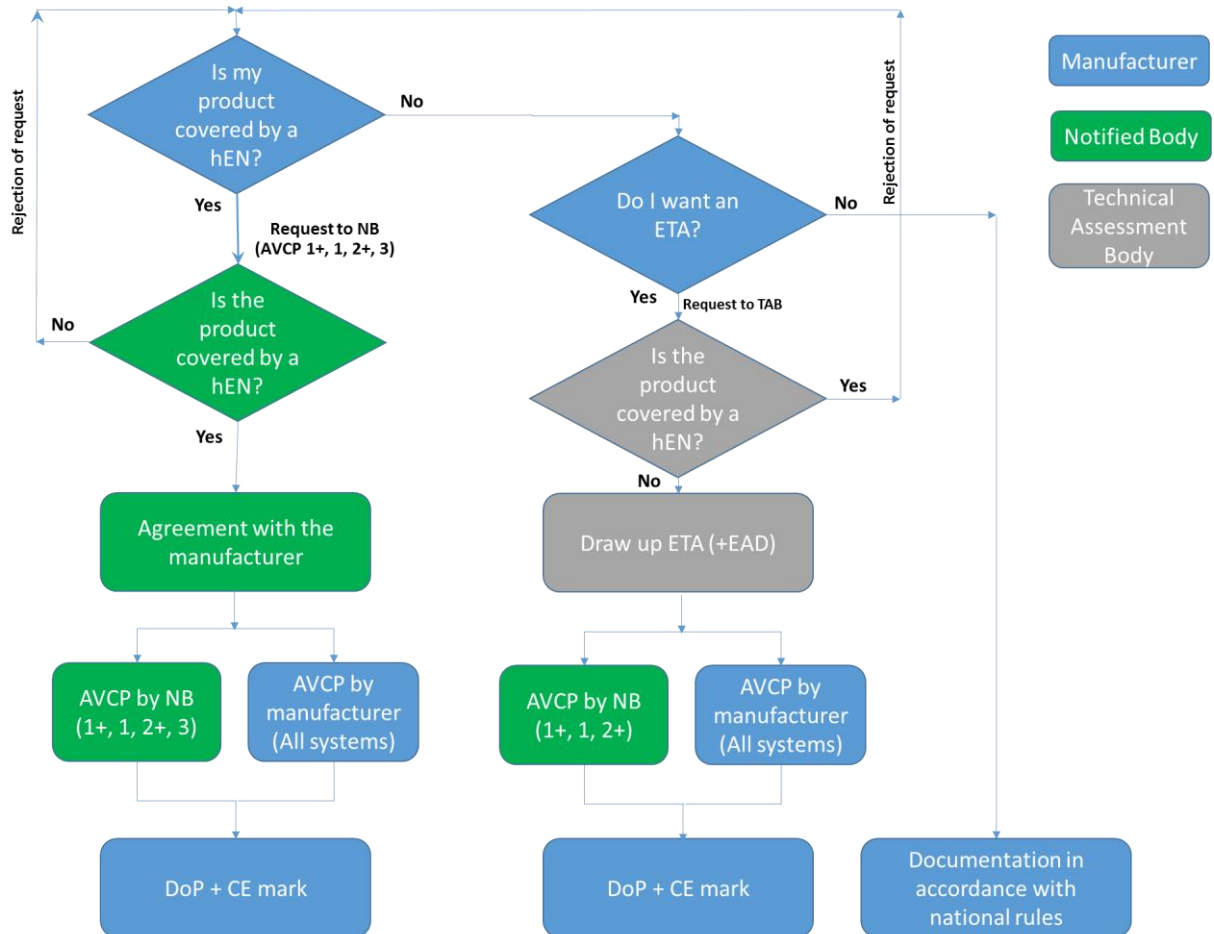 Rejection of request
Is my
product
covered by a
hEN?
No
Yes
Request to NB
(AVCP 1+, 1, 2+, 3)
Is the
product
covered by a
hEN?
No
Yes
Agreement with the
manufacturer
AVCP by NB
(1+, 1, 2+, 3)
AVCP by
manufacturer
(All systems)
DoP + CE mark
Do I want an
ETA?
No
Yes
Request to TAB
Is the
product
covered by a
hEN?
Yes
Rejection of request
No
Draw up ETA (+EAD)
AVCP by NB
(1+, 1, 2+)
AVCP by
manufacturer
(All systems)
DoP + CE mark
Documentation in
accordance with
national rules
Manufacturer
Notified Body
Technical
Assessment
Body